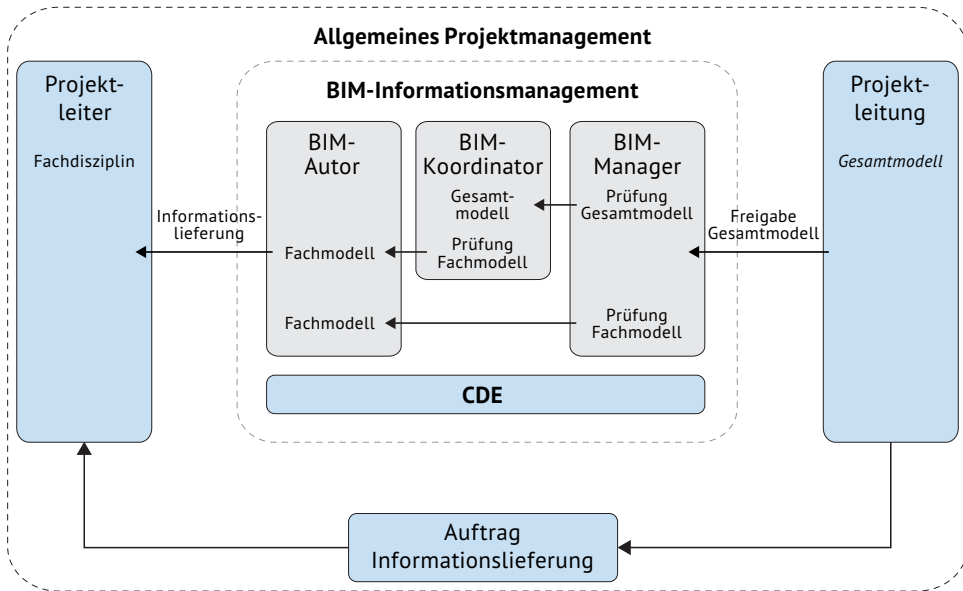 Allgemeines Projektmanagement
Projekt-
leiter
Fachdisziplin
BIM-Informationsmanagement
BIM-
Autor
BIM-
Koordinator
BIM-
Manager
Gesamt-
modell
Prüfung
Gesamtmodell
Fachmodell
Prüfung
Fachmodell
Fachmodell
Prüfung
Fachmodell
CDE
Informations-
lieferung
Freigabe
Gesamtmodell
Projekt-
leitung
Gesamtmodell
Auftrag
Informationslieferung